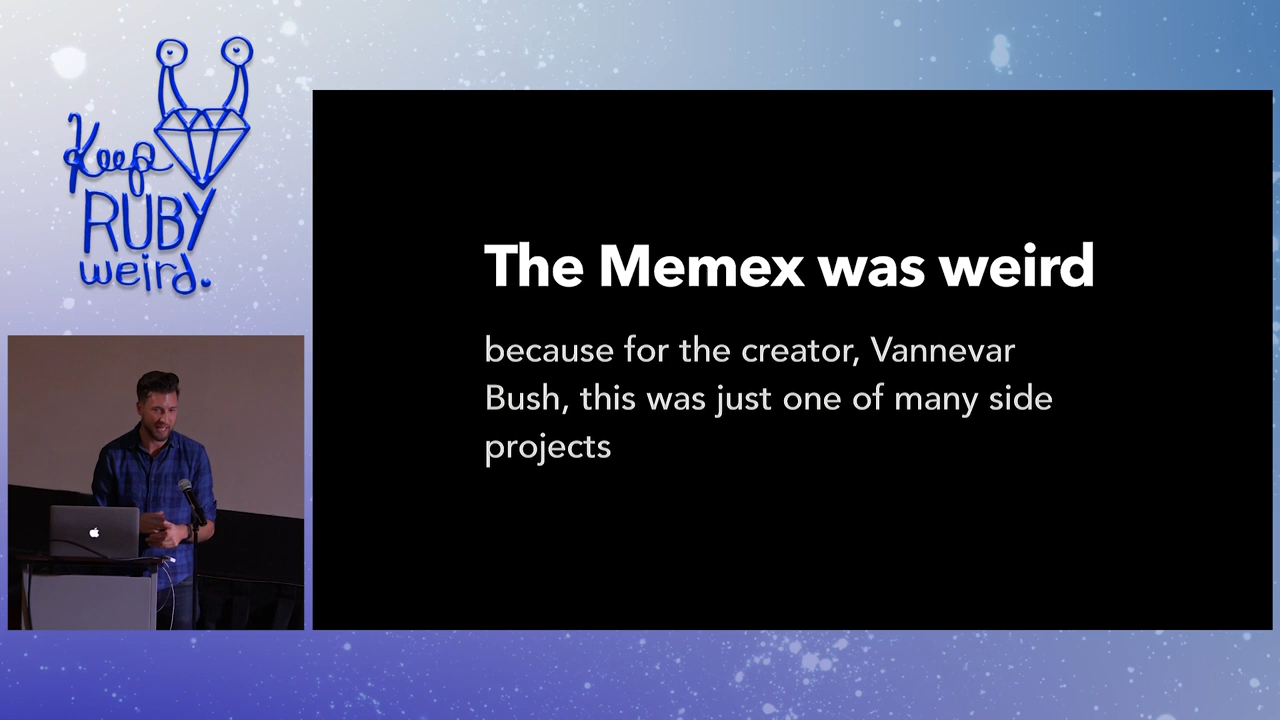 Keep
RUBY
weird.
The Memex was weird
because for the creator, Vannevar
Bush, this was just one of many side
projects